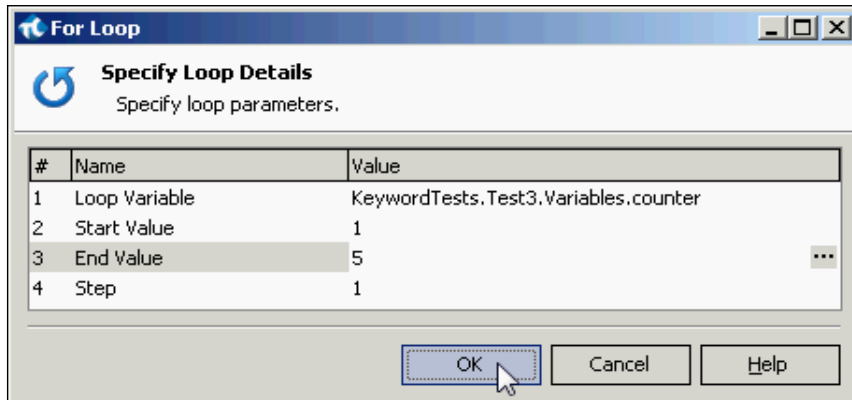 For Loop
Specify Loop Details
Specify loop parameters.
# Name Value
1 Loop Variable KeywordTests.Test3.Variables.counter
2 Start Value 1
3 End Value 5 ...
4 Step 1
OK Cancel Help